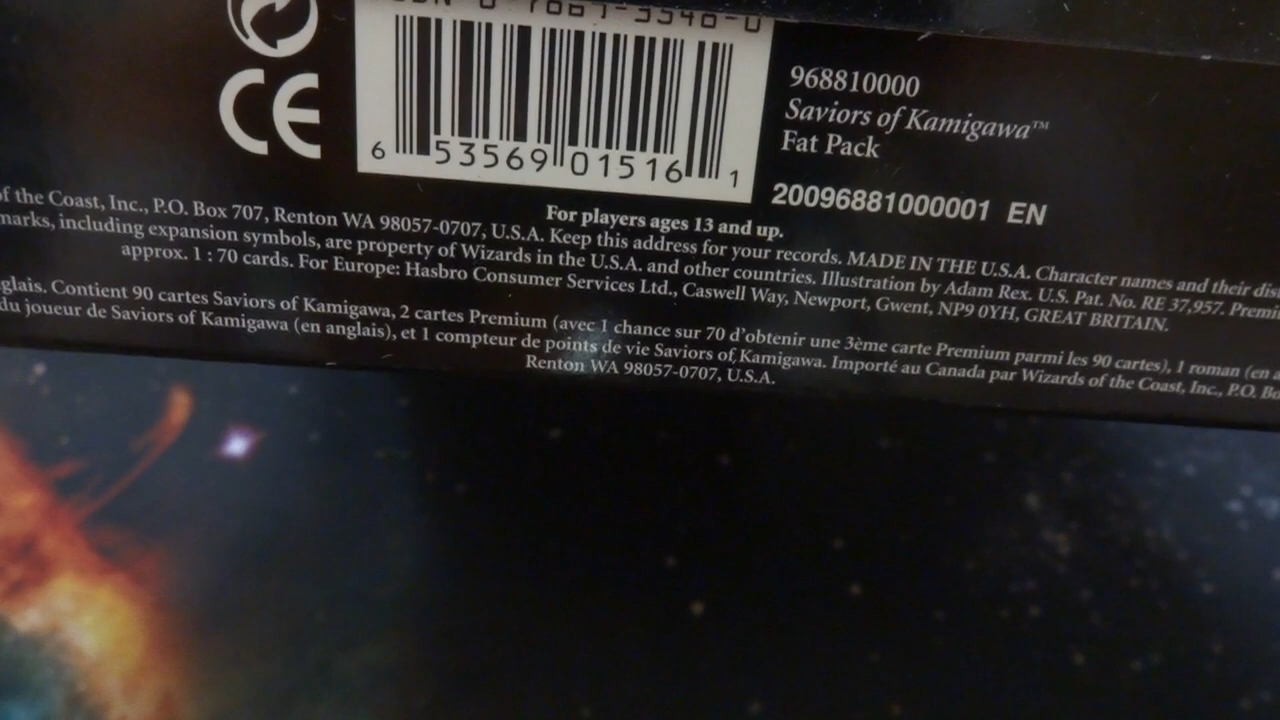 0-7869-3548-0
6 53569 01516 1
968810000
Saviors of Kamigawa™
Fat Pack
20096881000001 EN
CE
For players ages 13 and up.
of the Coast, Inc., P.O. Box 707, Renton WA 98057-0707, U.S.A. Keep this address for your records. MADE IN THE U.S.A. Character names and their
marks, including expansion symbols, are property of Wizards in the U.S.A. and other countries. Illustration by Adam Rex. U.S. Pat. No. RE 37,957.
approx. 1 : 70 cards. For Europe: Hasbro Consumer Services Ltd., Caswell Way, Newport, Gwent, NP9 0YH, GREAT BRITAIN.
glais. Contient 90 cartes Saviors of Kamigawa, 2 cartes Premium (avec 1 chance sur 70 d'obtenir une 3ème carte Premium parmi les 90 cartes), 1 roman (en a
du joueur de Saviors of Kamigawa (en anglais), et 1 compteur de points de vie Saviors of Kamigawa. Importé au Canada par Wizards of the Coast, Inc., P.O.
Renton WA 98057-0707, U.S.A.